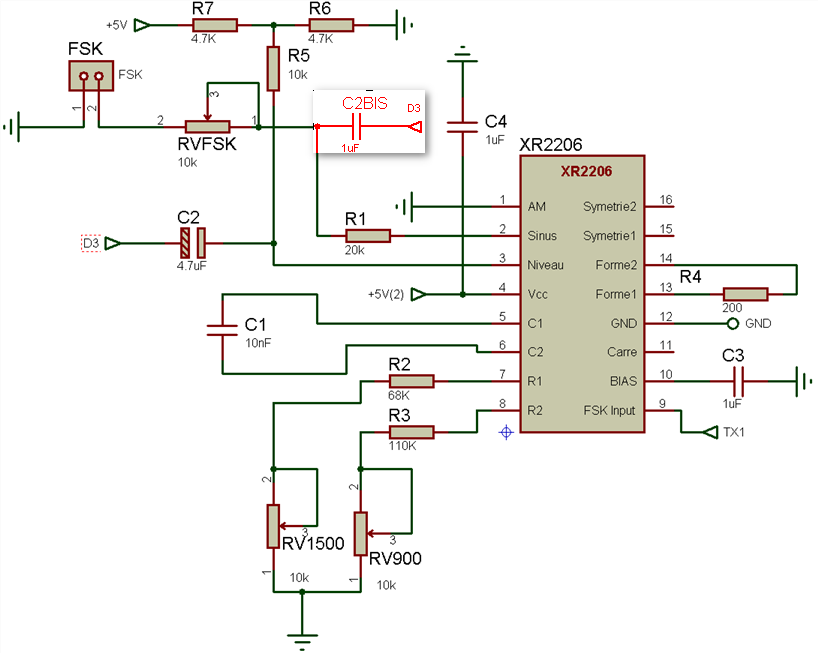 R7
R6
+5V
4.7K
4.7K
FSK
FSK
R5
10k
1
2
3
2
1
RVFSK
10k
C2BIS
D3
1uF
C4
1uF
XR2206
XR2206
1
AM
Symetrie2
16
R1
20k
2
Sinus
Symetrie1
15
C2
D3
4.7uF
3
Niveau
Forme2
14
R4
+5V(2)
4
Vcc
Forme1
13
200
C1
10nF
5
C1
GND
12
GND
6
C2
Carre
11
C3
R2
68K
7
R1
BIAS
10
1uF
R3
110K
8
R2
FSK Input
9
TX1
2
3
RV1500
1
10k
2
3
RV900
1
10k